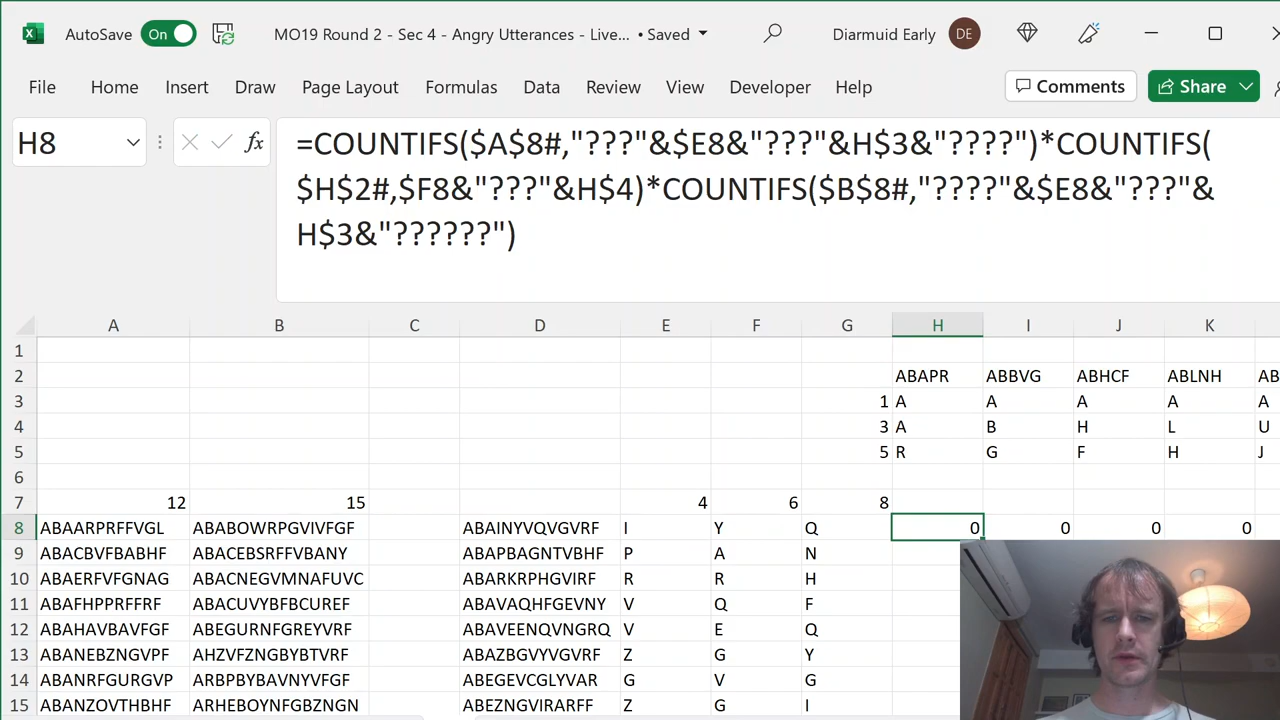 AutoSave On MO19 Round 2 - Sec 4 - Angry Utterances - Live... • Saved Diarmuid Early DE
File Home Insert Draw Page Layout Formulas Data Review View Developer Help Comments Share
H8 fx =COUNTIFS($A$8#,"???"&$E8&"???"&H$3&"????")*COUNTIFS(
$H$2#,$F8&"???"&H$4)*COUNTIFS($B$8#,"????"&$E8&"???"&
H$3&"??????")
A B C D E F G H I J K
1
2 ABAPR ABBVG ABHCF ABLNH AB
3 1 A A A A A
4 3 A B H L U
5 5 R G F H J
6
7 12 15 4 6 8
8 ABAARPRFFVGL ABABOWRPGVIVFGF ABAINYVQVGVRF I Y Q 0 0 0 0
9 ABACBVFBABHF ABACEBSRFFVBANY ABAPBAGNTVBHF P A N
10 ABAERFVFGNAG ABACNEGVMNAFUVC ABARKRPHGVIRF R R H
11 ABAFHPPRFFRF ABACUVYBFBCUREF ABAVAQHFGEVNY V Q F
12 ABAHAVBAVFGF ABEGURNFGREYVRF ABAVEENQVNGRQ V E Q
13 ABANEBZNGVPF AHZVFZNGBYBTVRF ABAZBGVYVGVRF Z G Y
14 ABANRFGURGVP ARBPBYBAVNYVFGF ABEGEVCGLYVAR G V G
15 ABANZOVTHBHF ARHEBOYNFGBZNGN ABEZNGVIRARFF Z G I